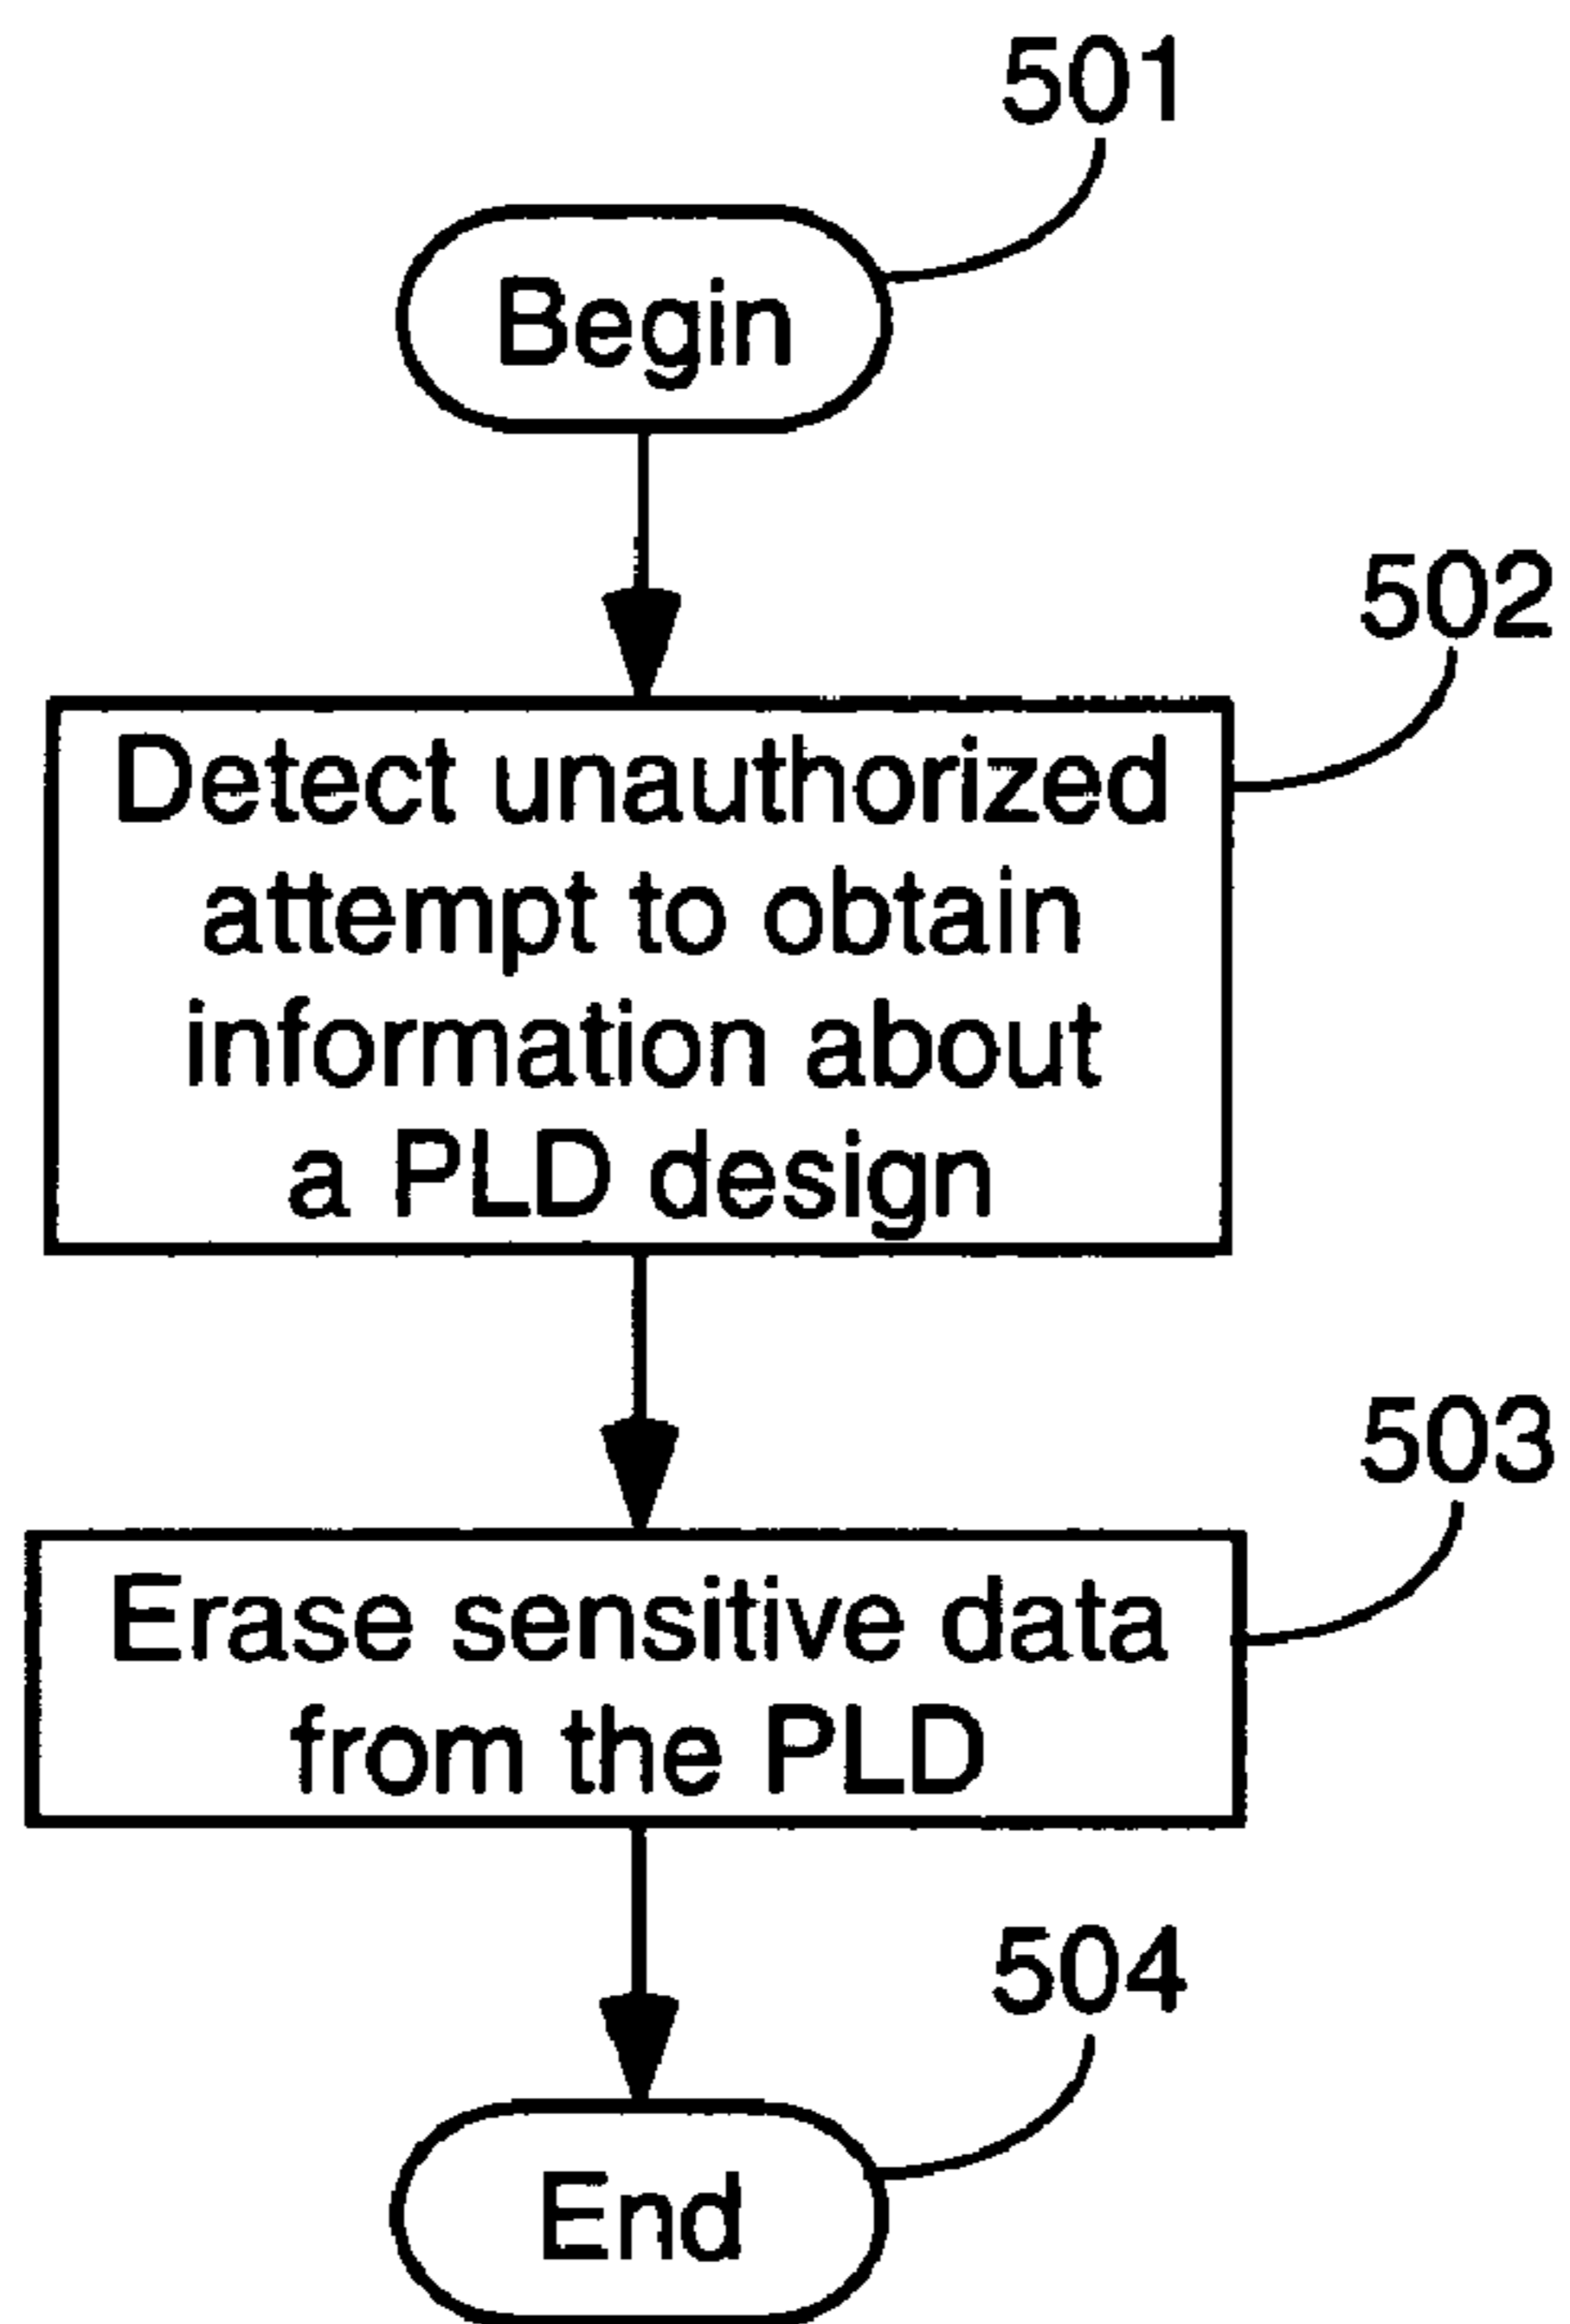 501
Begin
502
Detect unauthorized
attempt to obtain
information about
a PLD design
503
Erase sensitive data
from the PLD
504
End